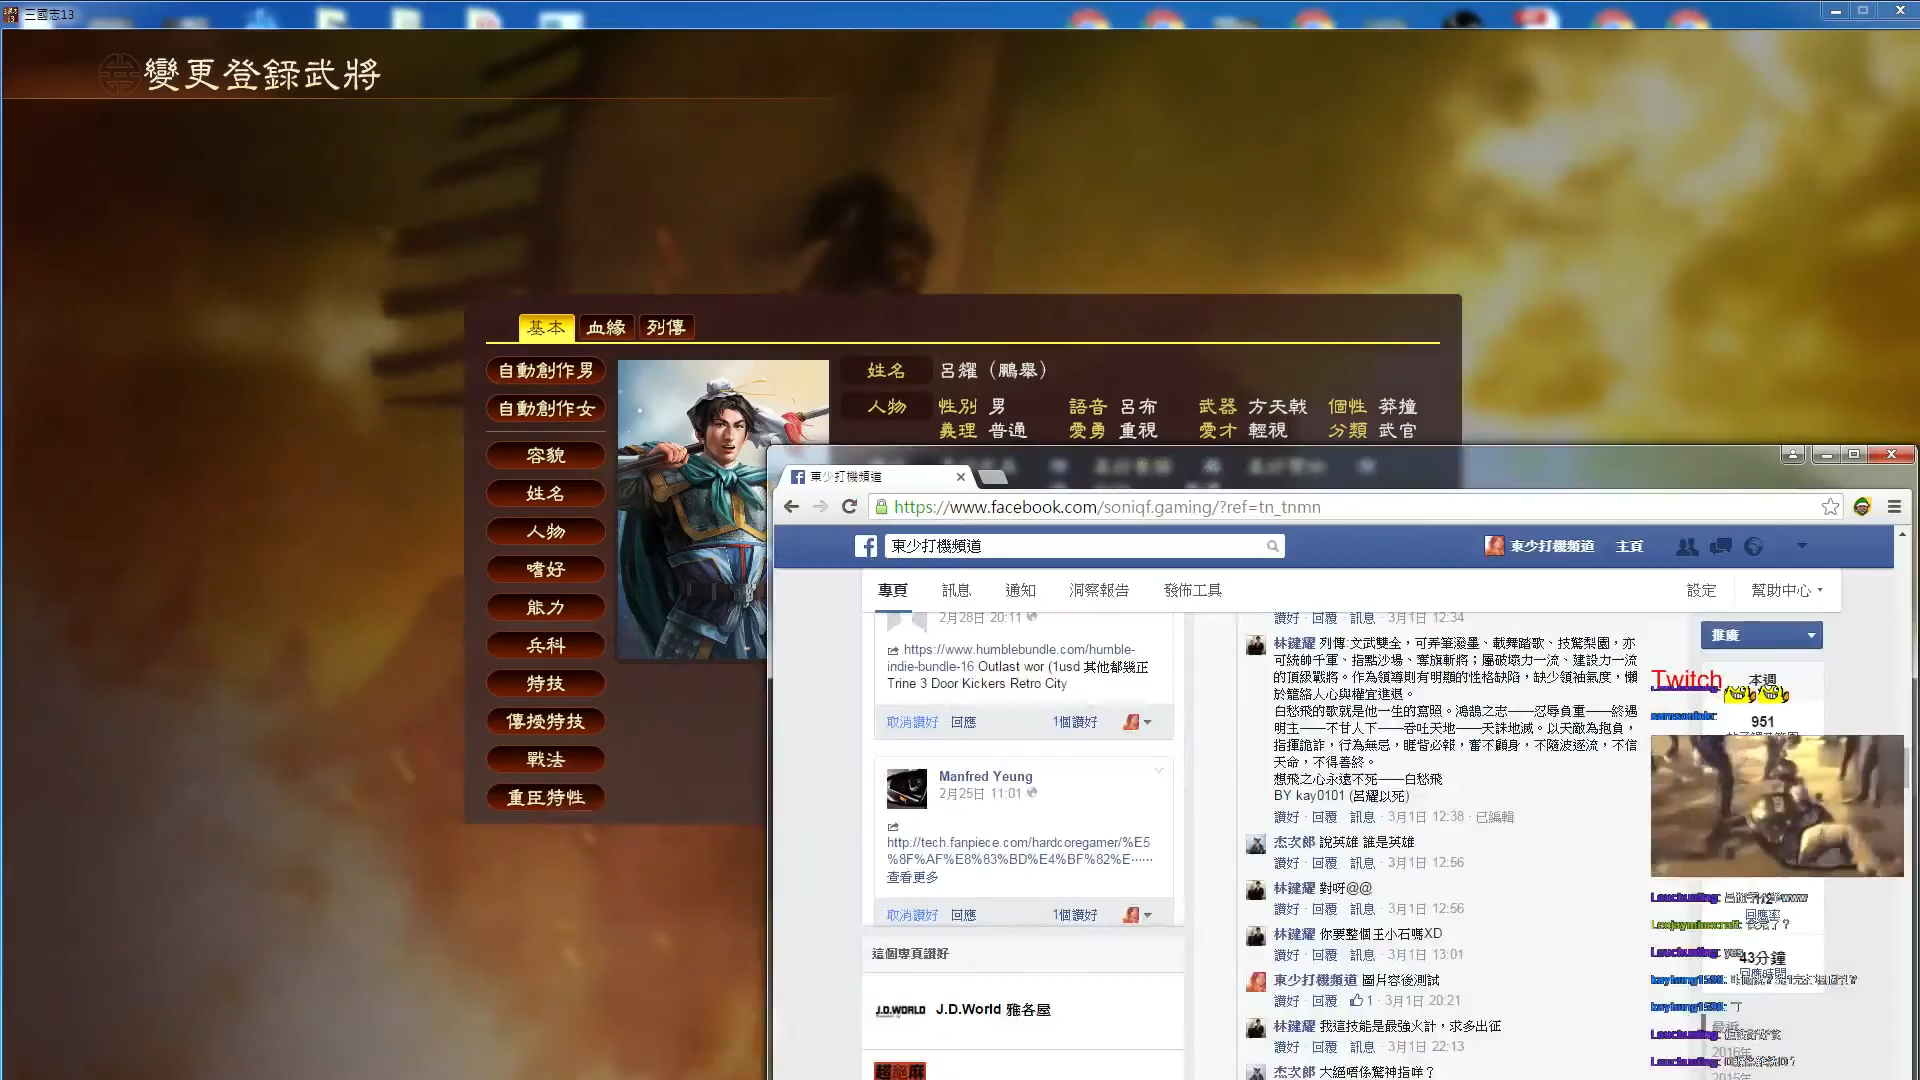 三國志13
變更登録武將
基本 血緣 列傳
自動創作男
自動創作女
容貌
姓名
人物
嗜好
能力
兵科
特技
傳授特技
戰法
重臣特性
姓名 呂燿（鵬舉）
人物 性別 男 語音 呂布 武器 方天戟 個性 莽撞
義理 普通 愛勇 重視 愛才 輕視 分類 武官
東少打機頻道
https://www.facebook.com/soniqf.gaming/?ref=tn_tnmn
東少打機頻道
東少打機頻道 主頁
專頁 訊息 通知 洞察報告 發佈工具 設定 幫助中心
2月28日 20:11
https://www.humblebundle.com/humble-
indie-bundle-16 Outlast wor (1usd 其他都幾正
Trine 3 Door Kickers Retro City
取消讚好 · 回應 1個讚好
Manfred Yeung
2月25日 11:01
http://tech.fanpiece.com/hardcoregamer/%E5
%8F%AF%E8%83%BD%E4%BF%82%E······
查看更多
取消讚好 · 回應 1個讚好
這個專頁讚好
J.D.WORLD J.D.World 雅各屋
讚好 · 回覆 · 訊息 · 3月1日 12:34
林鍵耀 列傳:文武雙全，可弄筆潑墨、載舞踏歌、技驚梨園，亦
可統帥千軍、指點沙場、奪旗斬將；屬破壞力一流、建設力一流
的頂級戰將。作為領導則有明顯的性格缺陷，缺少領袖氣度，懶
於籠絡人心與權宜進退。
白愁飛的歌就是他一生的寫照。鴻鵠之志——忍辱負重——終遇
明主——不甘人下——吞吐天地——天誅地滅。以天敵為抱負，
指揮詭詐，行為無忌，睚眥必報，奮不顧身，不隨波逐流，不信
天命，不得善終。
想飛之心永遠不死——白愁飛
BY kay0101 (呂耀以死)
讚好 · 回覆 · 訊息 · 3月1日 12:38 · 已編輯
杰次郎 說英雄 誰是英雄
讚好 · 回覆 · 訊息 · 3月1日 12:56
林鍵耀 對呀@@
讚好 · 回覆 · 訊息 · 3月1日 12:56
林鍵耀 你要整個王小石嗎XD
讚好 · 回覆 · 訊息 · 3月1日 13:01
東少打機頻道 圖片容後測試
讚好 · 回覆 · 1 · 3月1日 20:21
林鍵耀 我這技能是最強火計，求多出征
讚好 · 回覆 · 訊息 · 3月1日 22:13
杰次郎 大絕唔係驚神指咩？
推廣
Twitch
本週
951
回應率
43分鐘
回應時間
最近
2016年
2015年